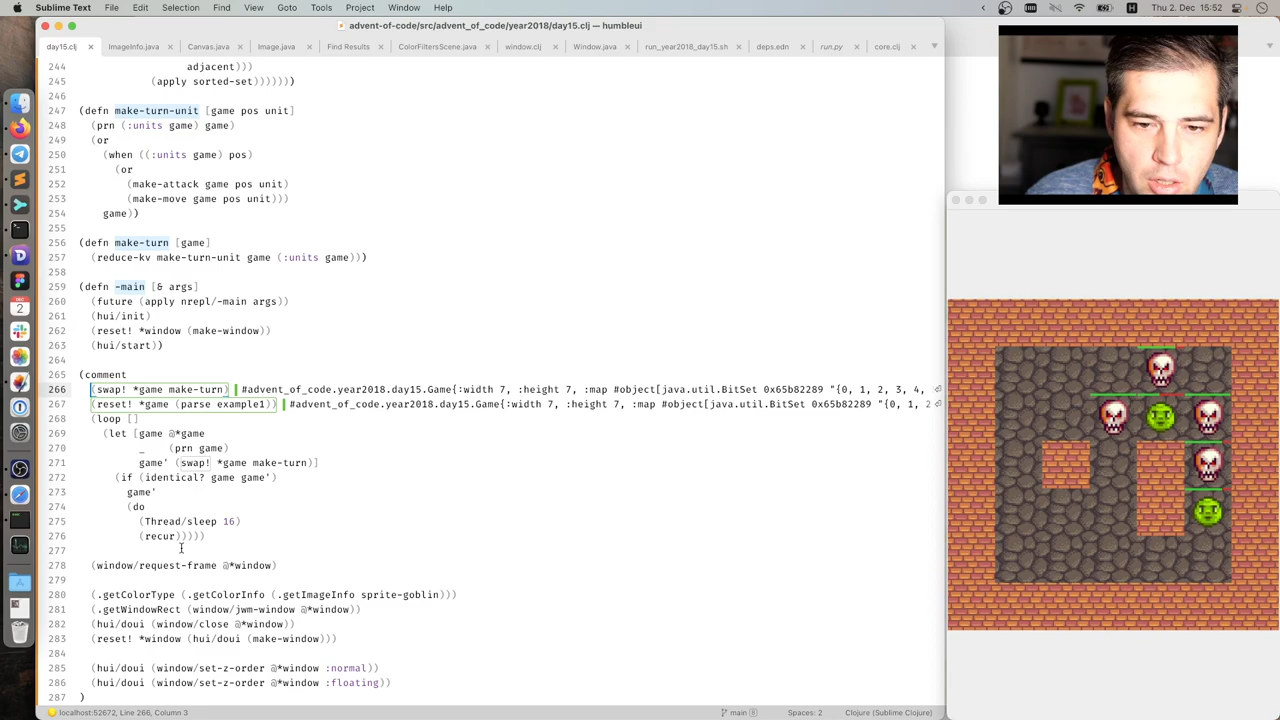 Sublime Text File Edit Selection Find View Goto Tools Project Window Help Thu 15. Dec 15:52
advent-of-code/src/advent_of_code/year2018/day15.clj — humbleui
day15.clj ImageInfo.java Canvas.java Image.java Find Results ColorFiltersScene.java window.clj Window.java run_year2018_day15.sh deps.edn run.py core.clj
244 adjacent)))
245 (apply sorted-set))))))
246
247 (defn make-turn-unit [game pos unit]
248 (prn (:units game) game)
249 (or
250 (when ((:units game) pos)
251 (or
252 (make-attack game pos unit)
253 (make-move game pos unit)))
254 game))
255
256 (defn make-turn [game]
257 (reduce-kv make-turn-unit game (:units game)))
258
259 (defn -main [& args]
260 (future (apply nrepl/-main args))
261 (hui/init)
262 (reset! *window (make-window))
263 (hui/start))
264
265 (comment
266 (swap! *game make-turn) #advent_of_code.year2018.day15.Game{:width 7, :height 7, :map #object[java.util.BitSet 0x65b82289 "{0, 1, 2, 3, 4,
267 (reset! *game (parse example1)) #advent_of_code.year2018.day15.Game{:width 7, :height 7, :map #object[java.util.BitSet 0x65b82289 "{0, 1, 2
268 (loop []
269 (let [game @*game
270 _ (prn game)
271 game' (swap! *game make-turn)]
272 (if (identical? game game')
273 game'
274 (do
275 (Thread/sleep 16)
276 (recur)))))
277
278 (window/request-frame @*window)
279
280 (.getColorType (.getColorInfo (.getImageInfo sprite-goblin)))
281 (.getWindowRect (window/jwm-window @*window))
282 (hui/doui (window/close @*window))
283 (reset! *window (hui/doui (make-window)))
284
285 (hui/doui (window/set-z-order @*window :normal))
286 (hui/doui (window/set-z-order @*window :floating))
287 )
localhost:52672, Line 266, Column 3 main 8 Spaces: 2 Clojure (Sublime Clojure)
DEC
2